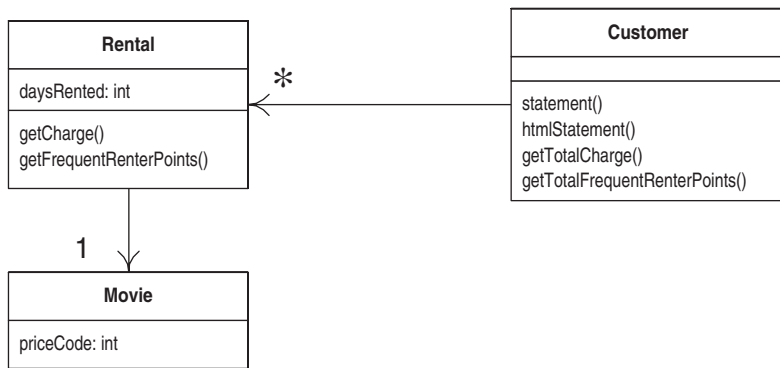 Rental
daysRented: int
getCharge()
getFrequentRenterPoints()
*
Customer
statement()
htmlStatement()
getTotalCharge()
getTotalFrequentRenterPoints()
1
Movie
priceCode: int